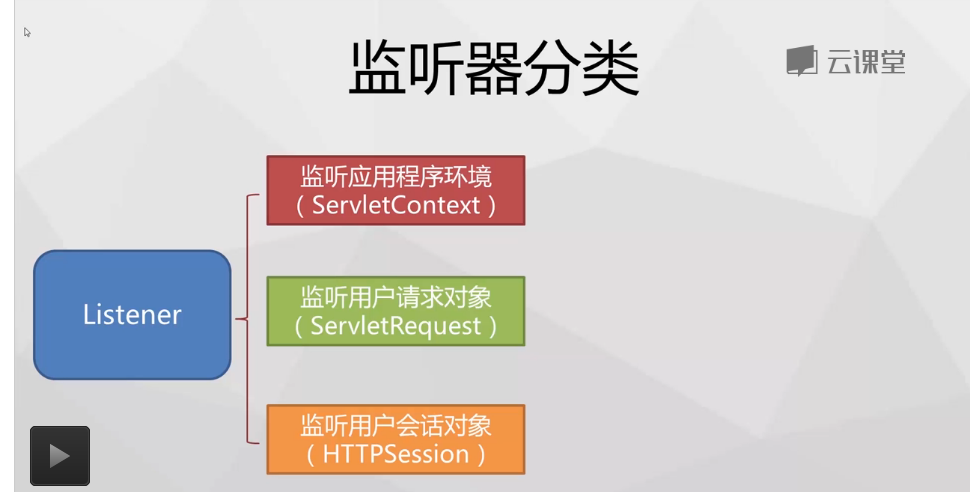 监听器分类
云课堂
监听应用程序环境
（ServletContext）
Listener
监听用户请求对象
（ServletRequest）
监听用户会话对象
（HTTPSession）